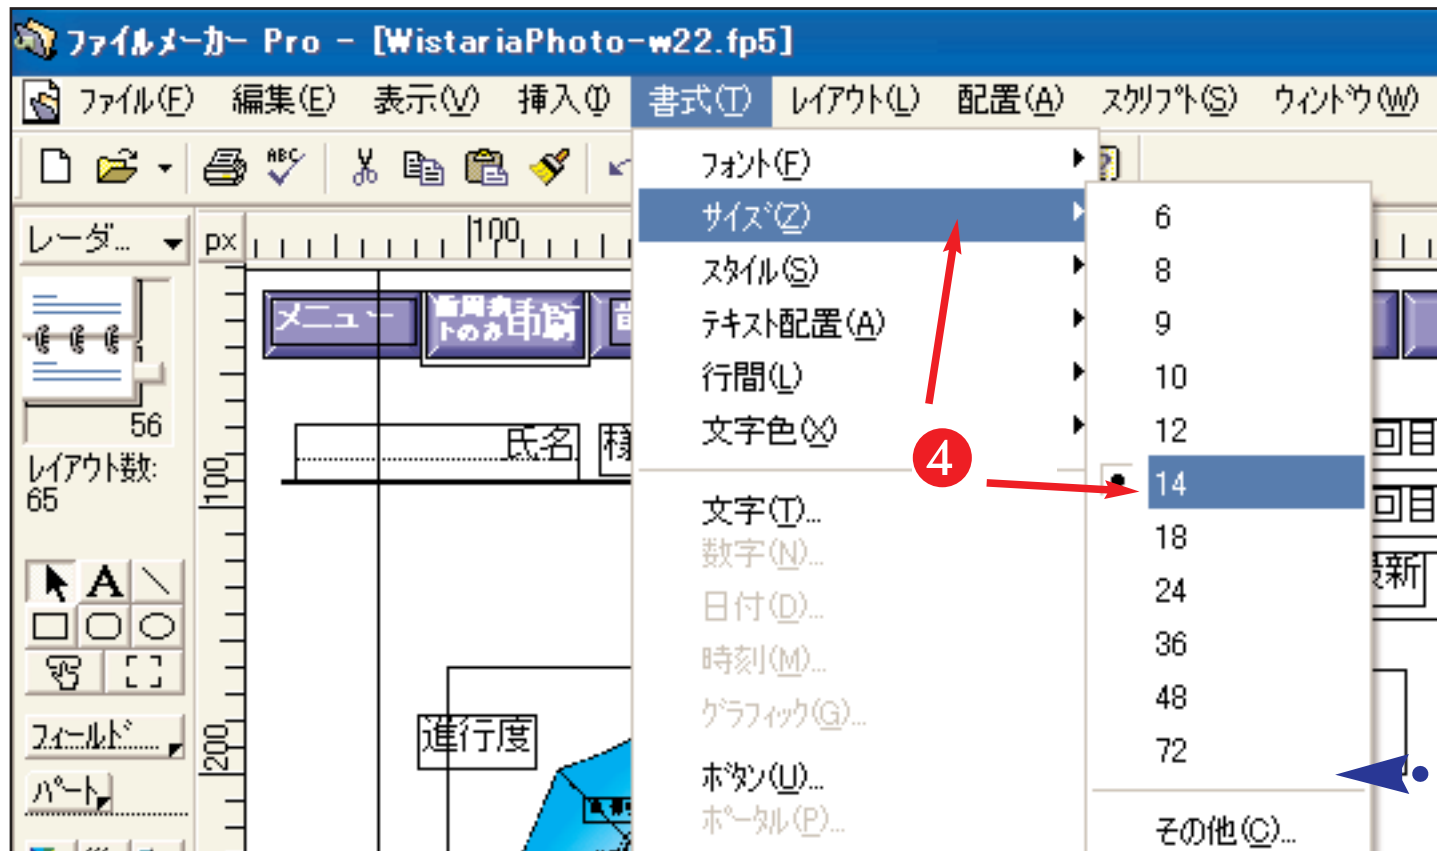 ファイルメーカー Pro - [WistariaPhoto-w22.fp5]
ファイル(F) 編集(E) 表示(V) 挿入(I) 書式(T) レイアウト(L) 配置(A) スクリプト(S) ウィンドウ(W)
ABC
レーダ...
px
100
56
レイアウト数:
65
フィールド......
パート
100
200
メニュー
トのみ
印刷
氏名
様
進行度
フォント(F)
サイズ(Z)
スタイル(S)
テキスト配置(A)
行間(L)
文字色(X)
文字(T)...
数字(N)...
日付(D)...
時刻(M)...
グラフィック(G)...
ボタン(U)...
ポータル(P)...
4
6
8
9
10
12
14
18
24
36
48
72
その他(C)...
回目
回目
最新